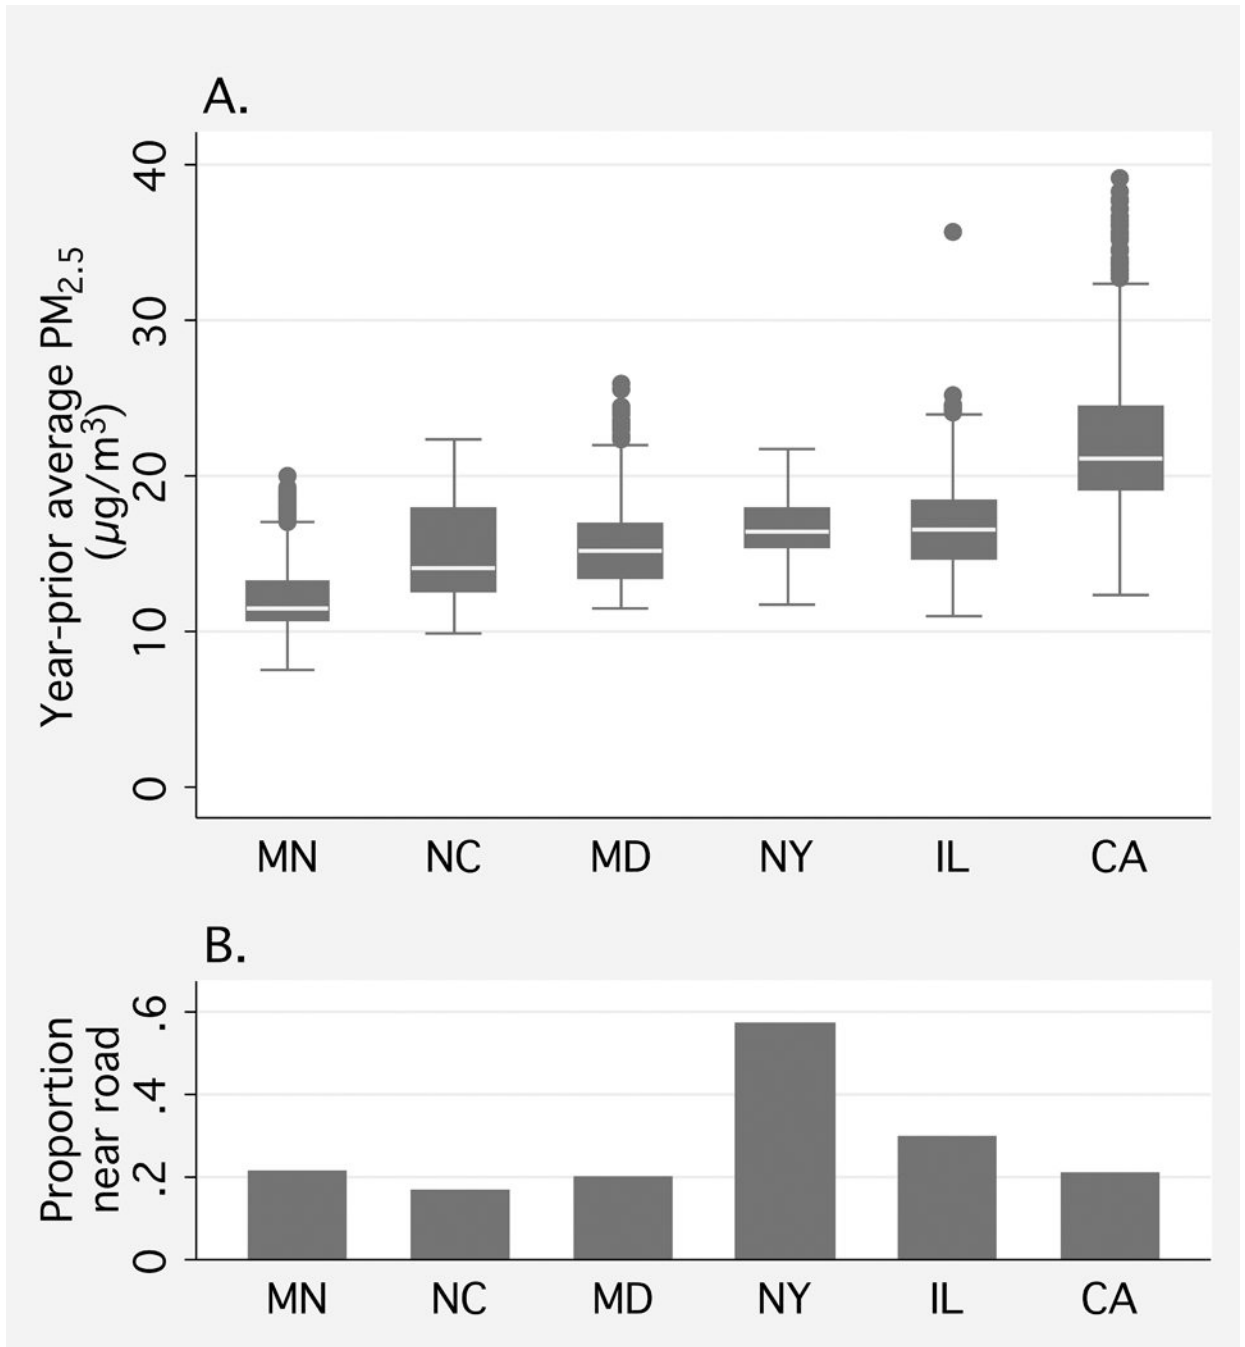 A.
Year-prior average PM2.5
(µg/m3)
40
30
20
10
0
MN NC MD NY IL CA
B.
Proportion
near road
.6
.4
.2
0
MN NC MD NY IL CA